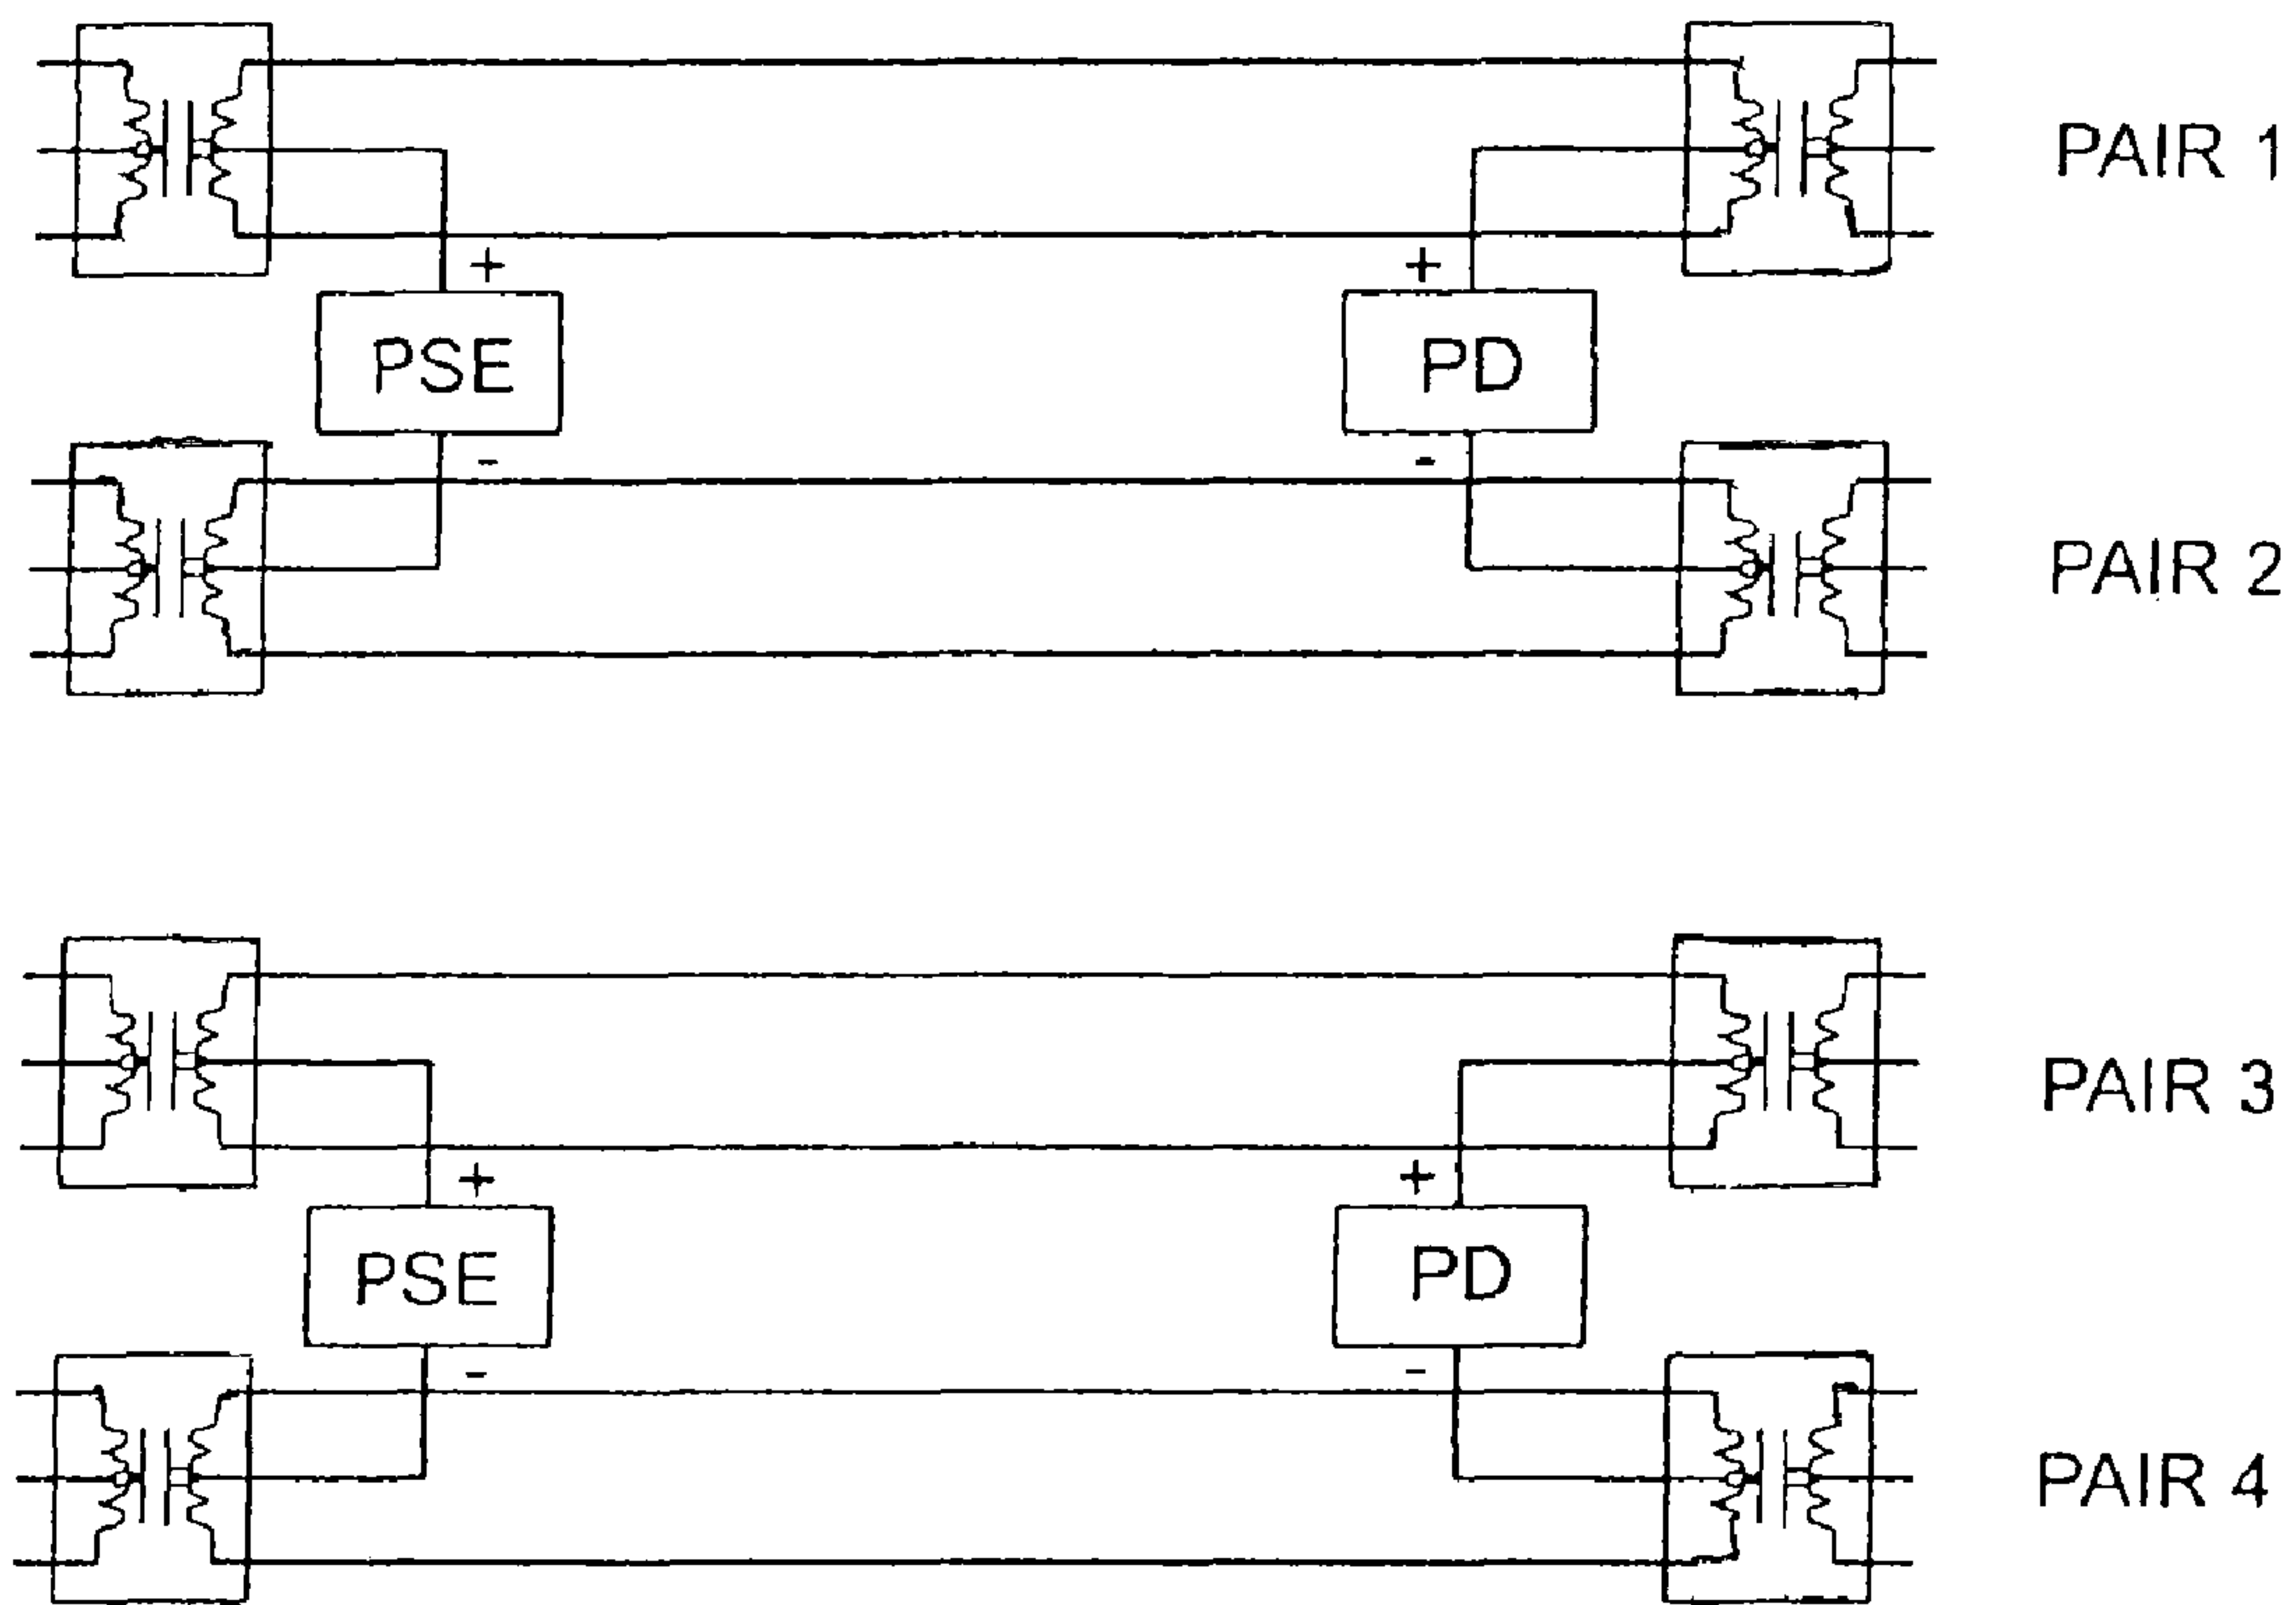 PAIR 1
+ +
PSE PD
- -
PAIR 2
PAIR 3
+ +
PSE PD
- -
PAIR 4